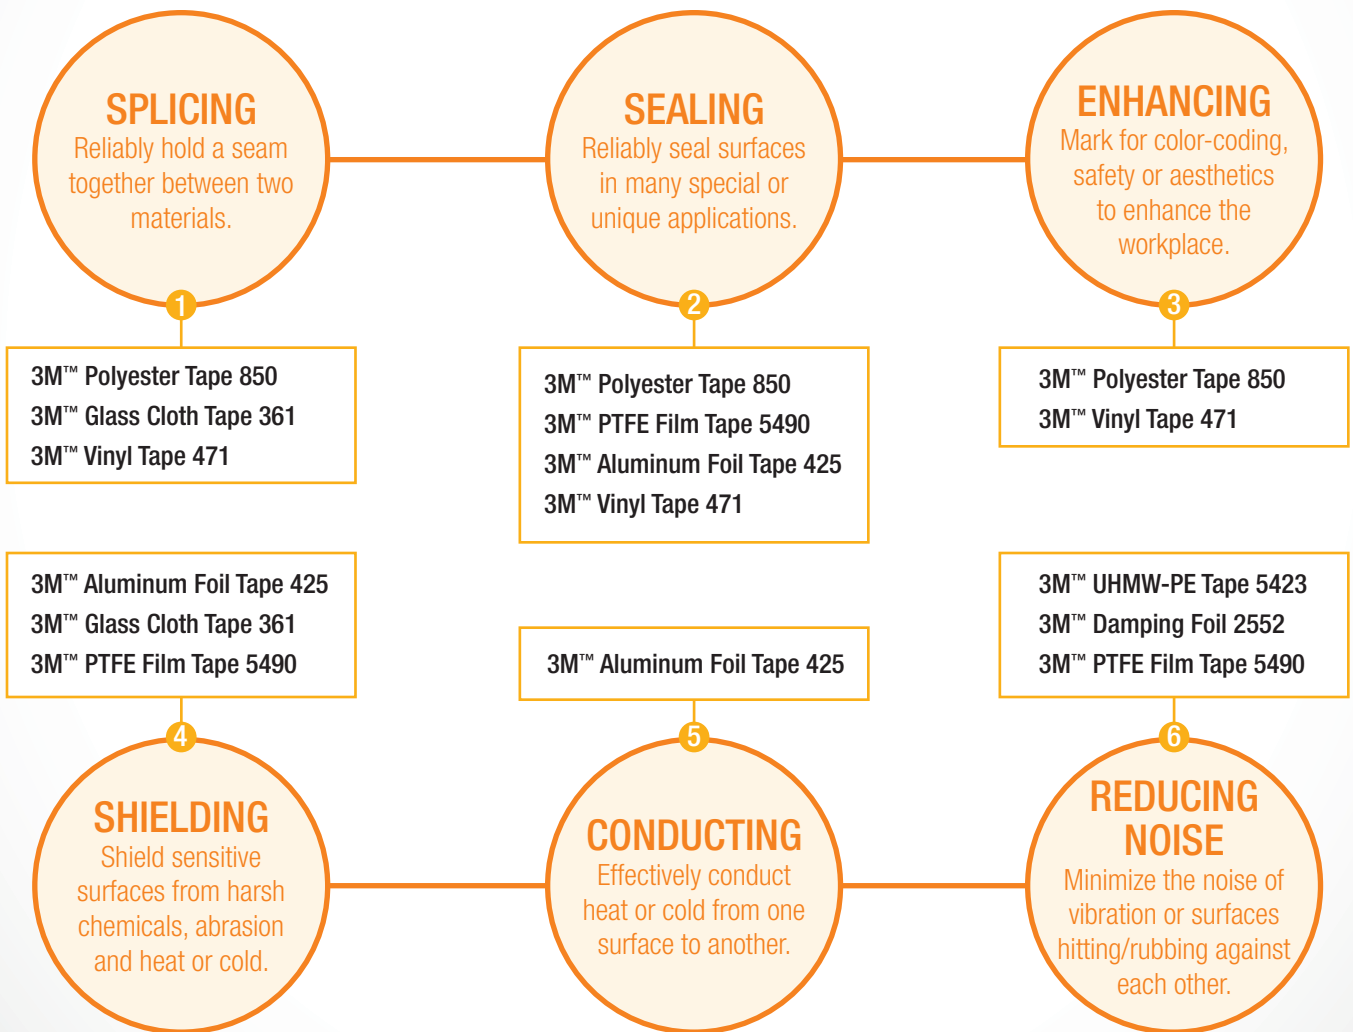 SPLICING
Reliably hold a seam
together between two
materials.
1
3M™ Polyester Tape 850
3M™ Glass Cloth Tape 361
3M™ Vinyl Tape 471
SEALING
Reliably seal surfaces
in many special or
unique applications.
2
3M™ Polyester Tape 850
3M™ PTFE Film Tape 5490
3M™ Aluminum Foil Tape 425
3M™ Vinyl Tape 471
ENHANCING
Mark for color-coding,
safety or aesthetics
to enhance the
workplace.
3
3M™ Polyester Tape 850
3M™ Vinyl Tape 471
3M™ Aluminum Foil Tape 425
3M™ Glass Cloth Tape 361
3M™ PTFE Film Tape 5490
4
SHIELDING
Shield sensitive
surfaces from harsh
chemicals, abrasion
and heat or cold.
3M™ Aluminum Foil Tape 425
5
CONDUCTING
Effectively conduct
heat or cold from one
surface to another.
3M™ UHMW-PE Tape 5423
3M™ Damping Foil 2552
3M™ PTFE Film Tape 5490
6
REDUCING
NOISE
Minimize the noise of
vibration or surfaces
hitting/rubbing against
each other.